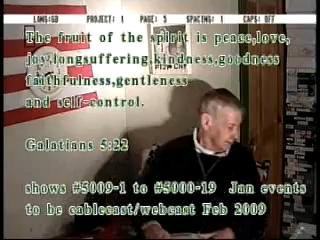 LONG:60 PROJECT: 1 PAGE: 5 SPACING: 1 CAPS: OFF
The fruit of the spirit is peace,love,
joy,longsuffering,kindness,goodness
faithfulness,gentleness
and self-control.
Galatians 5:22
shows #5009-1 to #5000-19 Jan events
to be cablecast/webcast Feb 2009